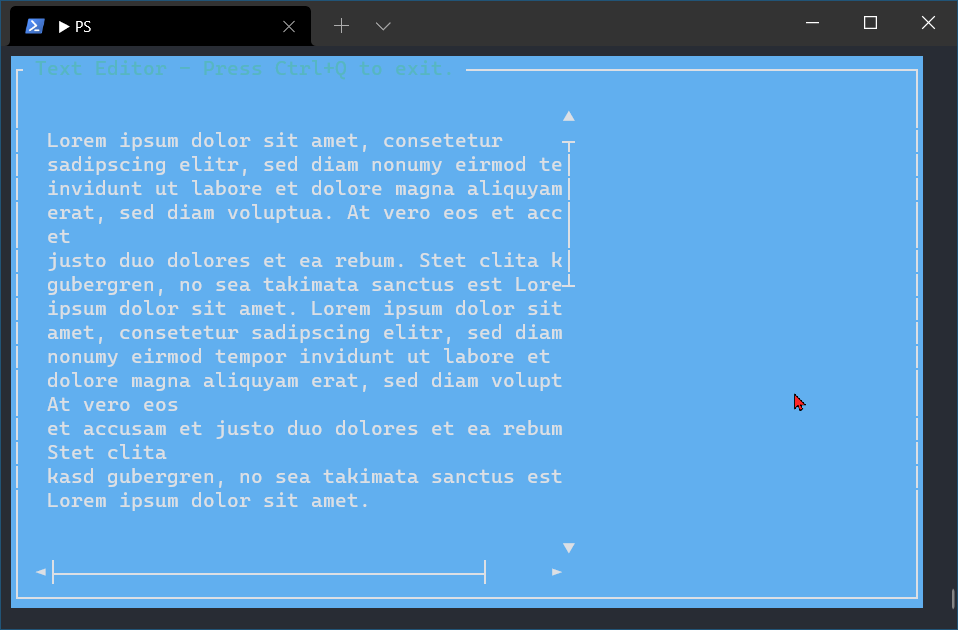 PS
Text Editor - Press Ctrl+Q to exit.
Lorem ipsum dolor sit amet, consetetur
sadipscing elitr, sed diam nonumy eirmod te
invidunt ut labore et dolore magna aliquyam
erat, sed diam voluptua. At vero eos et acc
et
justo duo dolores et ea rebum. Stet clita k
gubergren, no sea takimata sanctus est Lore
ipsum dolor sit amet. Lorem ipsum dolor sit
amet, consetetur sadipscing elitr, sed diam
nonumy eirmod tempor invidunt ut labore et
dolore magna aliquyam erat, sed diam volupt
At vero eos
et accusam et justo duo dolores et ea rebum
Stet clita
kasd gubergren, no sea takimata sanctus est
Lorem ipsum dolor sit amet.